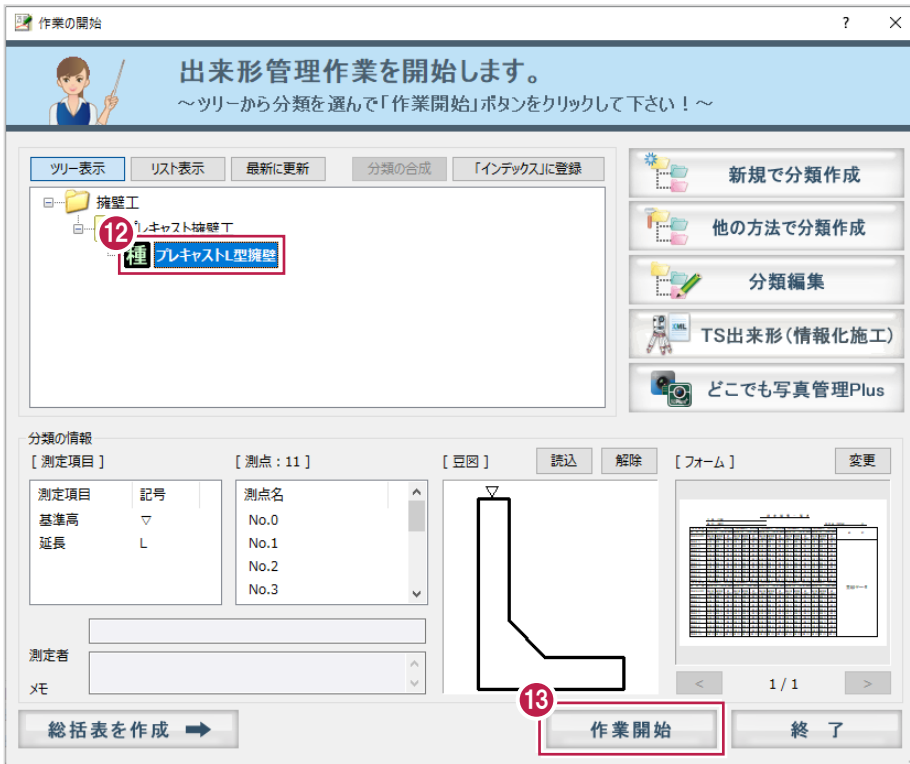 作業の開始
? ×
出来形管理作業を開始します。
～ツリーから分類を選んで「作業開始」ボタンをクリックして下さい！～
ツリー表示 リスト表示 最新に更新 分類の合成 「インデックス」に登録
擁壁工
レキャスト擁壁工
12
種 プレキャストL型擁壁
新規で分類作成
他の方法で分類作成
分類編集
XML TS出来形(情報化施工)
どこでも写真管理Plus
分類の情報
[ 測定項目 ] [ 測点 : 11 ] [ 豆図 ] 読込 解除 [ フォーム ] 変更
測定項目 記号 測点名
基準高 ▽ No.0
延長 L No.1
No.2
No.3
測定者
メモ
< 1 / 1 >
13
総括表を作成 作業開始 終 了